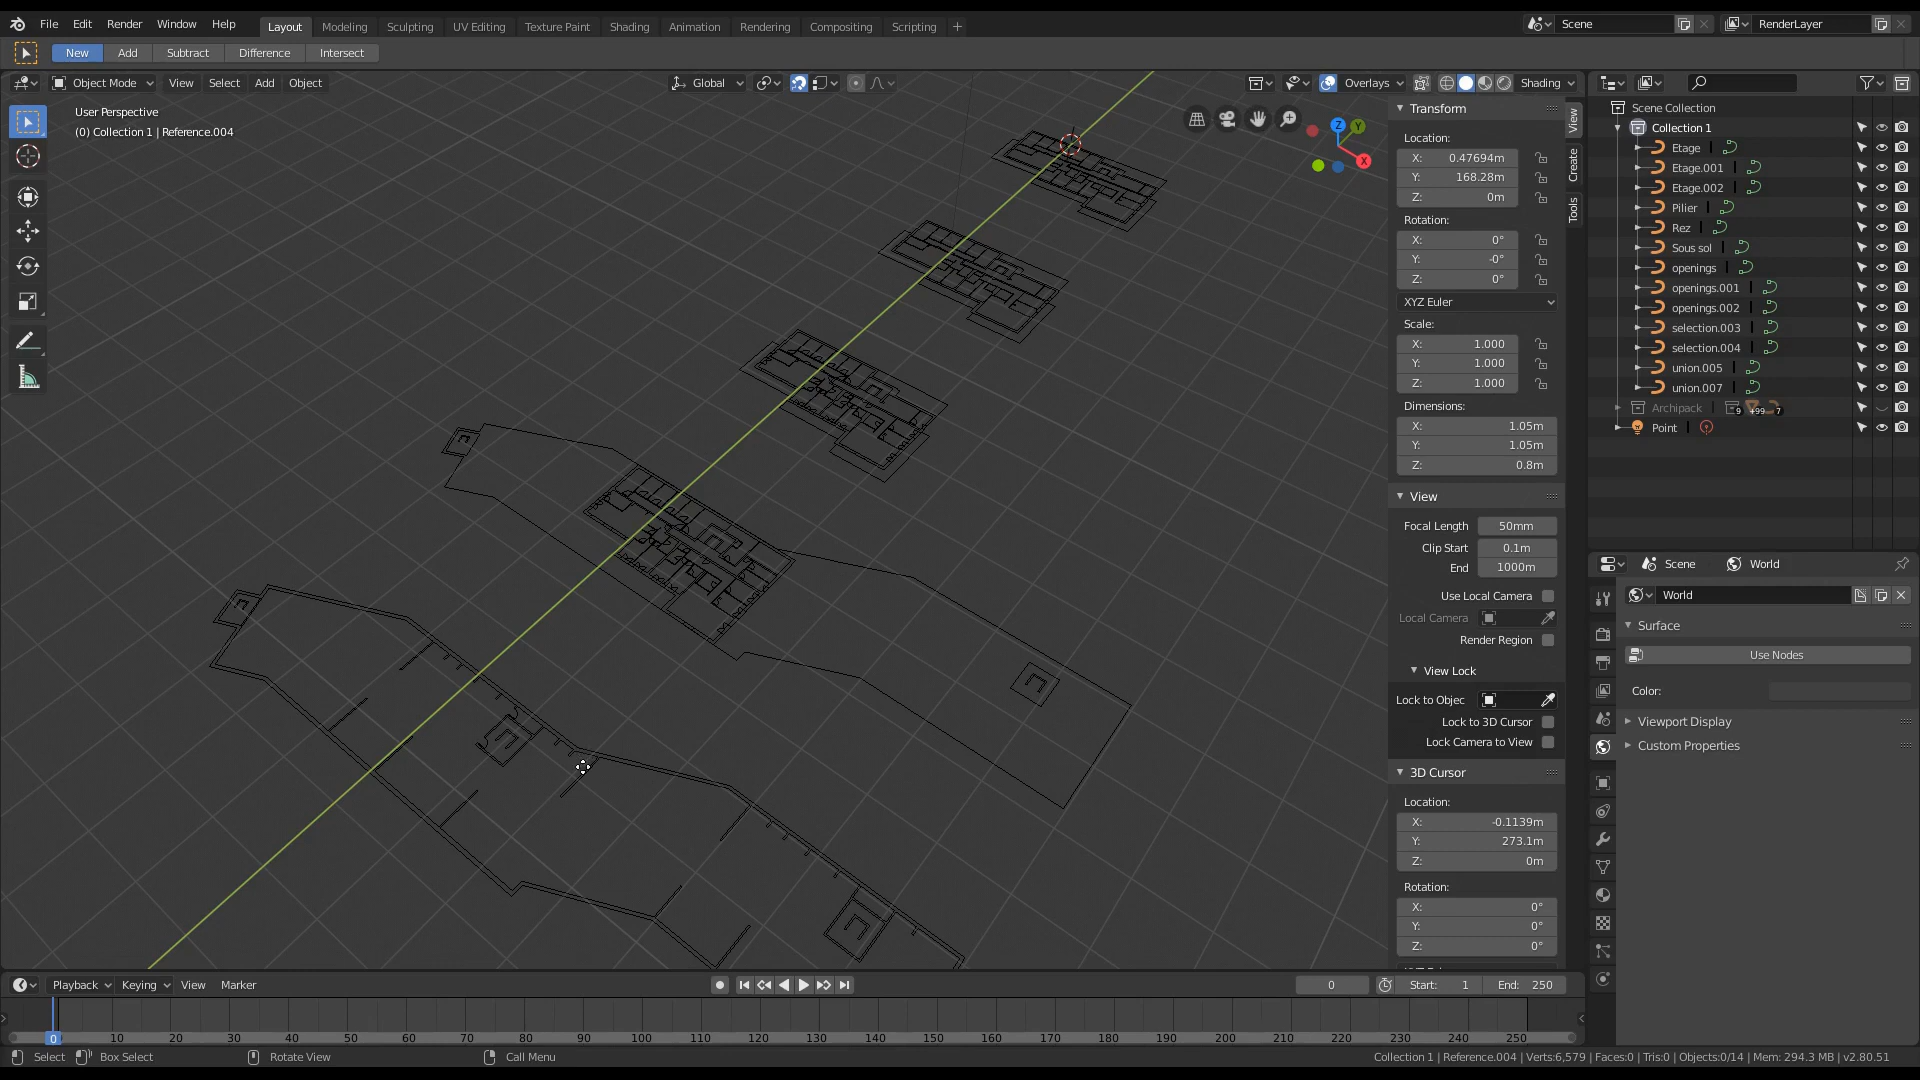 File Edit Render Window Help Layout Modeling Sculpting UV Editing Texture Paint Shading Animation Rendering Compositing Scripting + Scene RenderLayer
New Add Subtract Difference Intersect
Object Mode View Select Add Object Global Overlays Shading
User Perspective
(0) Collection 1 | Reference.004
Z
Y
X
Transform
Location:
X: 0.47694m
Y: 168.28m
Z: 0m
Rotation:
X: 0°
Y: -0°
Z: 0°
XYZ Euler
Scale:
X: 1.000
Y: 1.000
Z: 1.000
Dimensions:
X: 1.05m
Y: 1.05m
Z: 0.8m
View
Focal Length 50mm
Clip Start 0.1m
End 1000m
Use Local Camera
Local Camera
Render Region
View Lock
Lock to Objec
Lock to 3D Cursor
Lock Camera to View
3D Cursor
Location:
X: -0.1139m
Y: 273.1m
Z: 0m
Rotation:
X: 0°
Y: 0°
Z: 0°
View
Create
Tools
Scene Collection
Collection 1
Etage
Etage.001
Etage.002
Pilier
Rez
Sous sol
openings
openings.001
openings.002
selection.003
selection.004
union.005
union.007
Archipack 9 +99 7
Point
Scene World
World
Surface
Use Nodes
Color:
Viewport Display
Custom Properties
Playback Keying View Marker 0 Start: 1 End: 250
0 10 20 30 40 50 60 70 80 90 100 110 120 130 140 150 160 170 180 190 200 210 220 230 240 250
Select Box Select Rotate View Call Menu Collection 1 | Reference.004 | Verts:6,579 | Faces:0 | Tris:0 | Objects:0/14 | Mem: 294.3 MB | v2.80.51